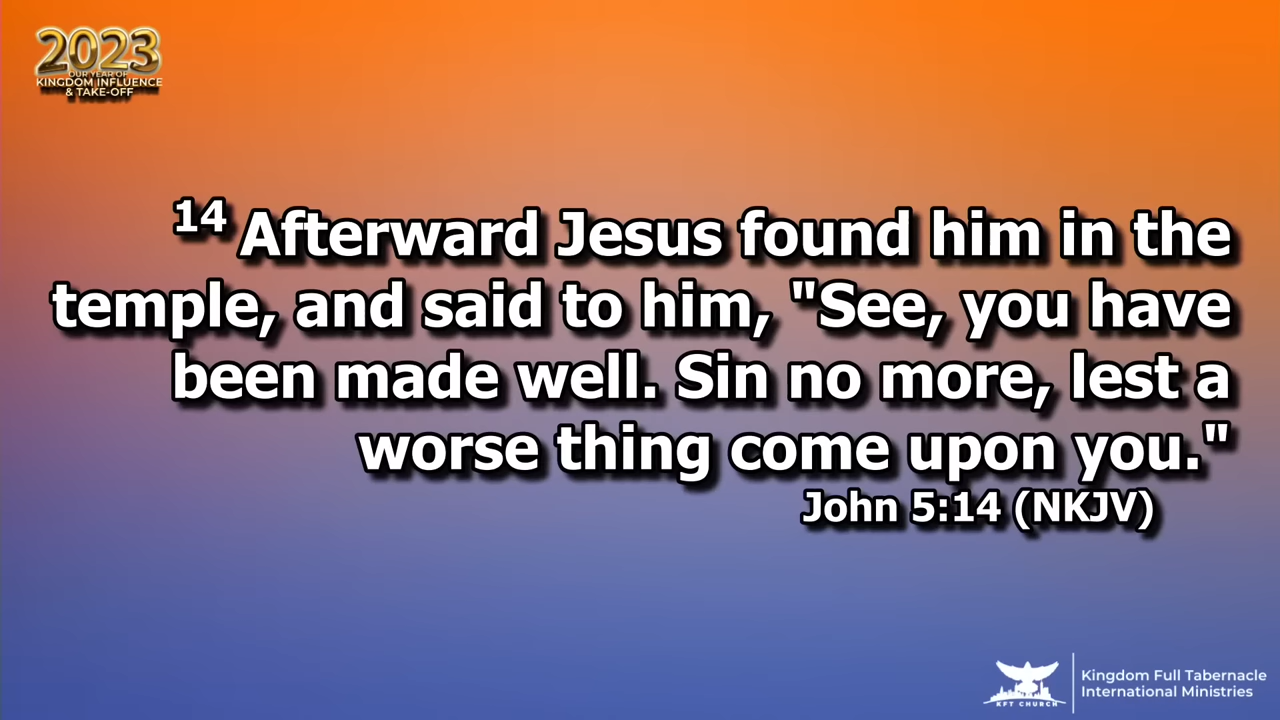 2023
OUR YEAR OF
KINGDOM INFLUENCE
& TAKE-OFF
14 Afterward Jesus found him in the
temple, and said to him, "See, you have
been made well. Sin no more, lest a
worse thing come upon you."
John 5:14 (NKJV)
KFT CHURCH
Kingdom Full Tabernacle
International Ministries